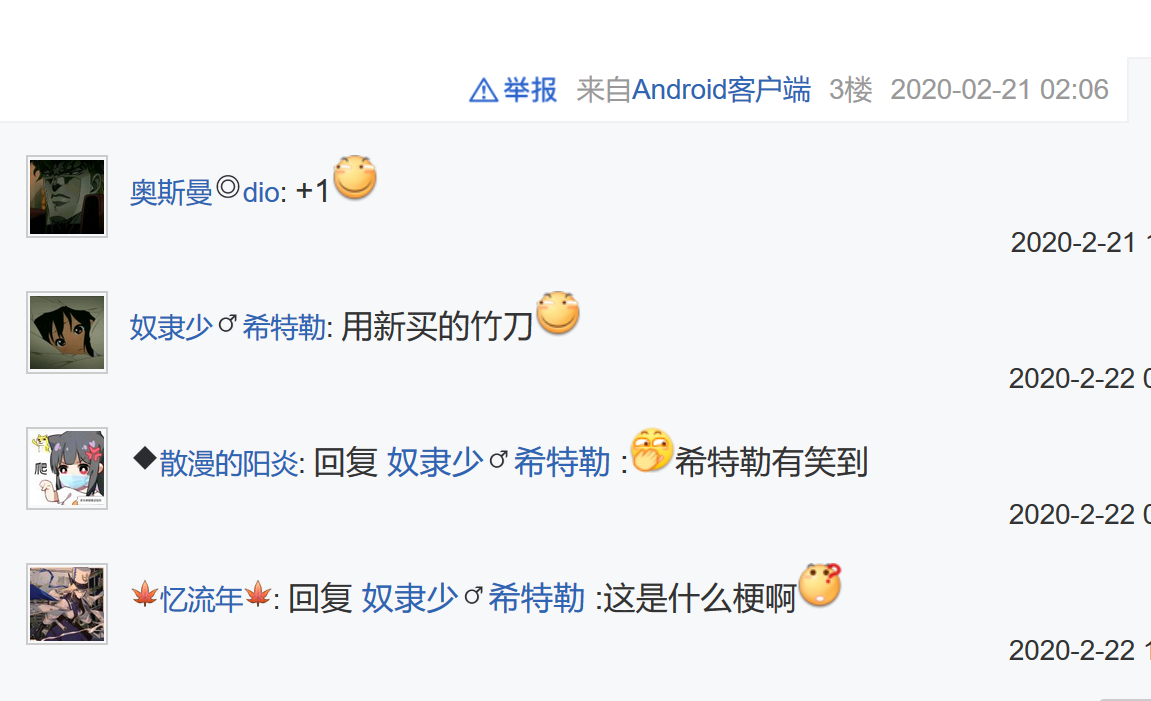 举报 来自Android客户端 3楼 2020-02-21 02:06
奥斯曼◎dio: +1
2020-2-21
奴隶少♂希特勒: 用新买的竹刀
2020-2-22
◆散漫的阳炎: 回复 奴隶少♂希特勒 :希特勒有笑到
爬
2020-2-22
🍁忆流年🍁: 回复 奴隶少♂希特勒 :这是什么梗啊
2020-2-22